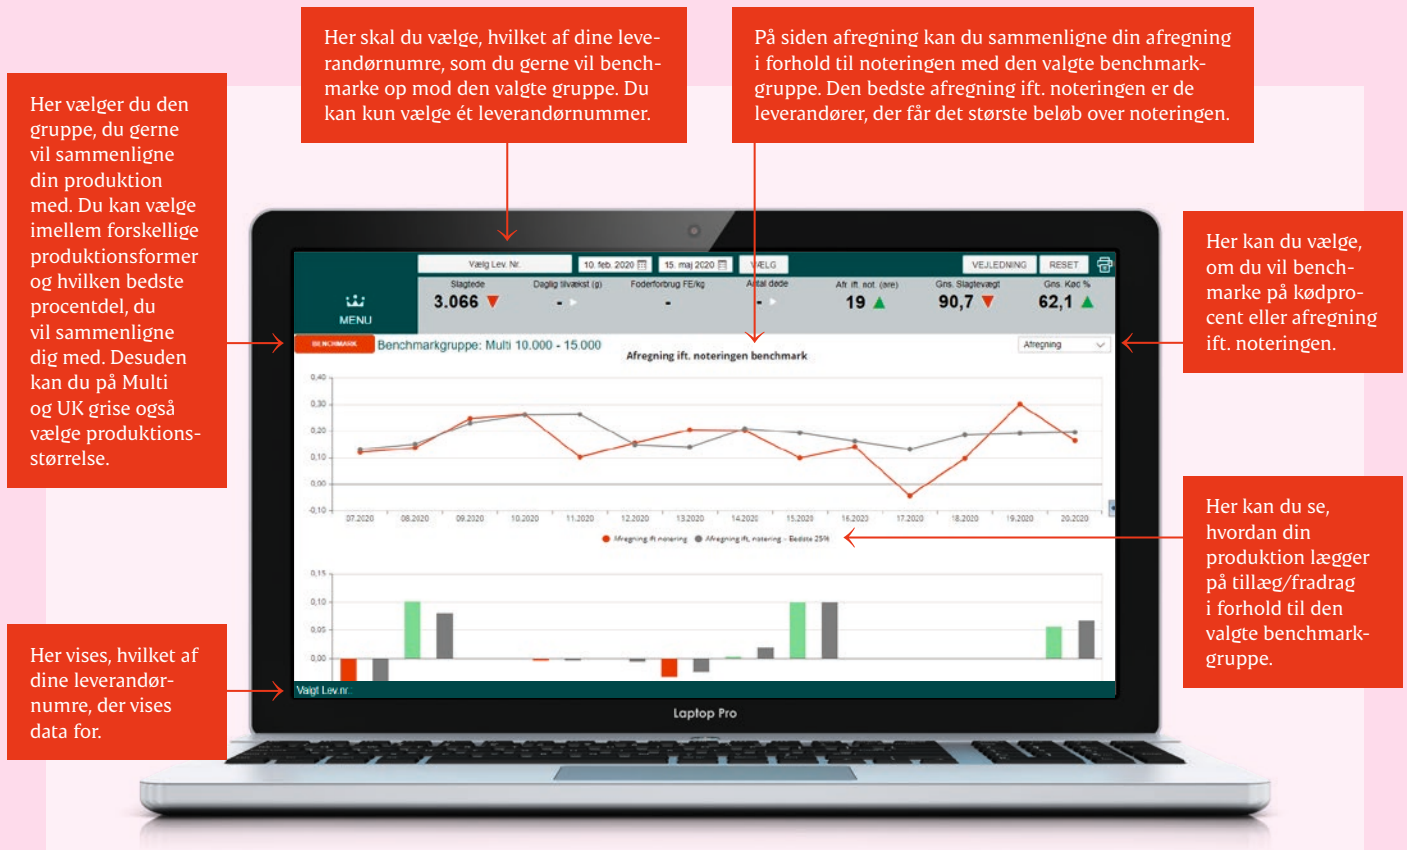 Her skal du vælge, hvilket af dine leve-
randørnumre, som du gerne vil bench-
marke op mod den valgte gruppe. Du
kan kun vælge ét leverandørnummer.
På siden afregning kan du sammenligne din afregning
i forhold til noteringen med den valgte benchmark-
gruppe. Den bedste afregning ift. noteringen er de
leverandører, der får det største beløb over noteringen.
Her vælger du den
gruppe, du gerne
vil sammenligne
din produktion
med. Du kan vælge
imellem forskellige
produktionsformer
og hvilken bedste
procentdel, du
vil sammenligne
dig med. Desuden
kan du på Multi
og UK grise også
vælge produktions-
størrelse.
Her kan du vælge,
om du vil bench-
marke på kødpro-
cent eller afregning
ift. noteringen.
Her kan du se,
hvordan din
produktion lægger
på tillæg/fradrag
i forhold til den
valgte benchmark-
gruppe.
Her vises, hvilket af
dine leverandør-
numre, der vises
data for.
Vælg Lev. Nr. 10. feb. 2020 15. maj 2020 VÆLG VEJLEDNING RESET
MENU
Slagtede Daglig tilvækst (g) Foderforbrug FE/kg Antal døde Afr. ift. not. (øre) Gns. Slagtevægt Gns. Kød %
3.066 - - - 19 90,7 62,1
BENCHMARK Benchmarkgruppe: Multi 10.000 - 15.000
Afregning
Afregning ift. noteringen benchmark
0,40
0,30
0,20
0,10
0,00
-0,10
07.2020 08.2020 09.2020 10.2020 11.2020 12.2020 13.2020 14.2020 15.2020 16.2020 17.2020 18.2020 19.2020 20.2020
Afregning ift notering Afregning ift. notering - Bedste 25%
0,15
0,10
0,05
0,00
Valgt Lev.nr.:
Laptop Pro